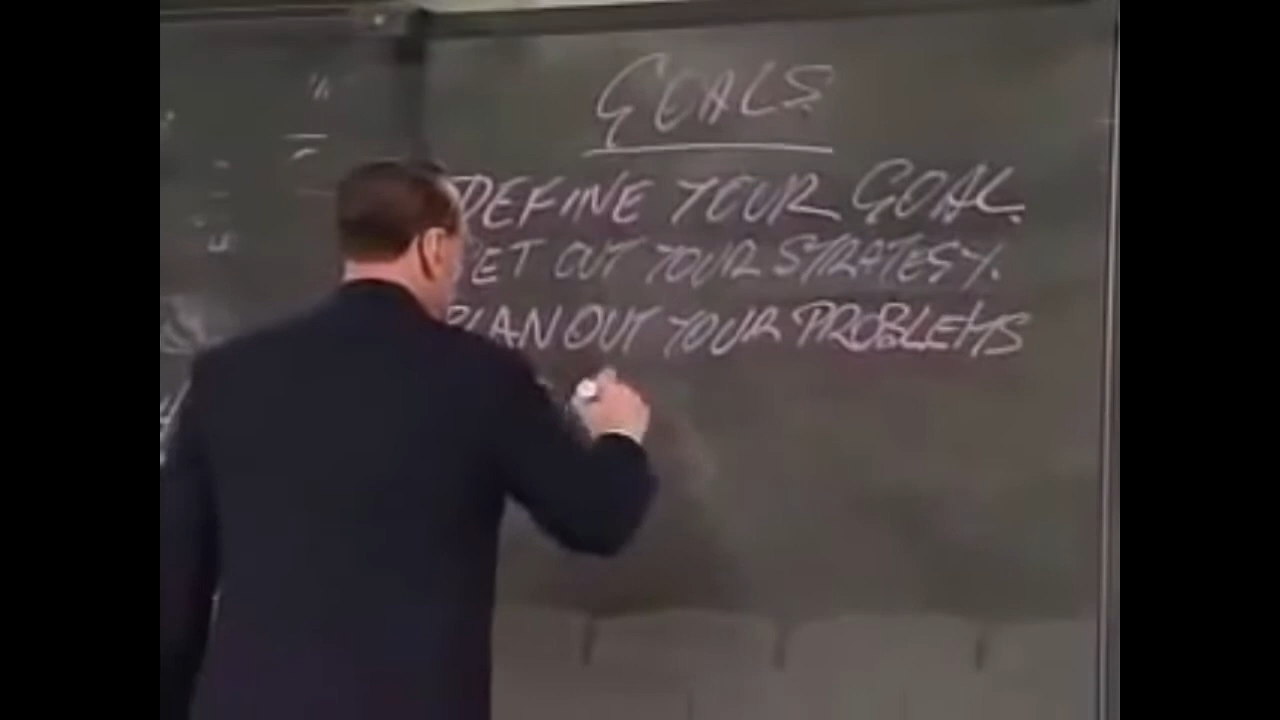 GOALS
DEFINE YOUR GOAL.
SET OUT YOUR STRATEGY.
PLAN OUT YOUR PROBLEMS